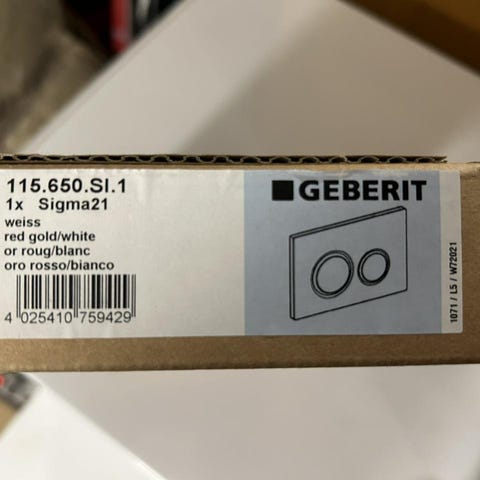 115.650.SI.1
1x Sigma21
weiss
red gold/white
or roug/blanc
oro rosso/bianco
4 025410 759429
GEBERIT
1071 / L5 / W72021